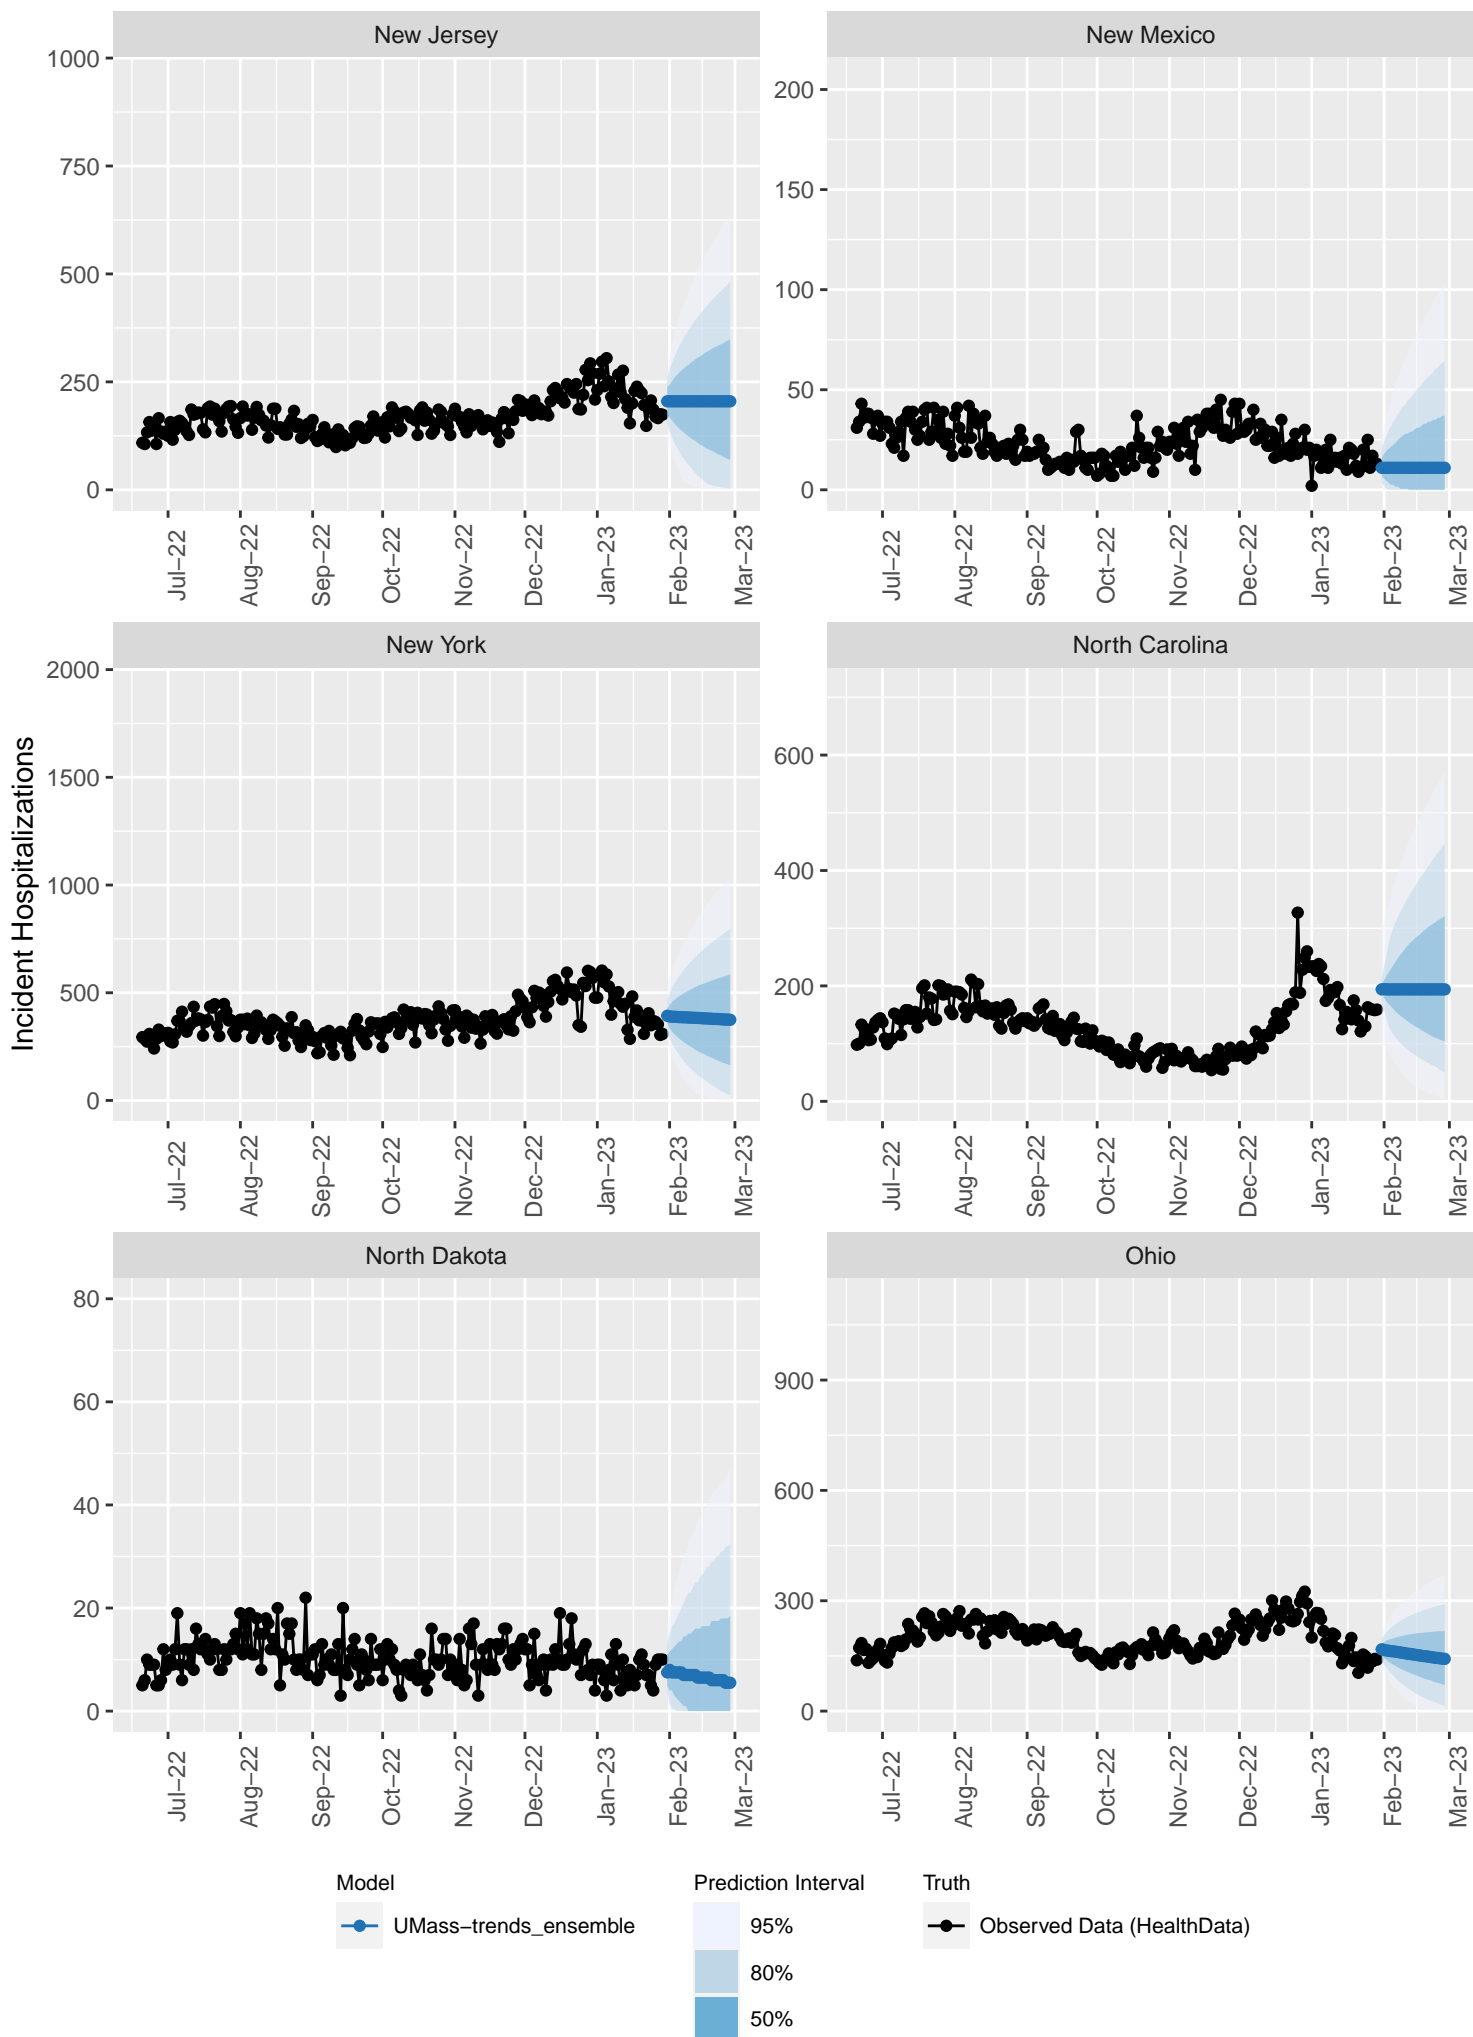 New Jersey
New Mexico
1000
750
500
250
0
200
150
100
50
0
Jul−22
Aug−22
Sep−22
Oct−22
Nov−22
Dec−22
Jan−23
Feb−23
Mar−23
Jul−22
Aug−22
Sep−22
Oct−22
Nov−22
Dec−22
Jan−23
Feb−23
Mar−23
Incident Hospitalizations
New York
North Carolina
2000
1500
1000
500
0
600
400
200
0
Jul−22
Aug−22
Sep−22
Oct−22
Nov−22
Dec−22
Jan−23
Feb−23
Mar−23
Jul−22
Aug−22
Sep−22
Oct−22
Nov−22
Dec−22
Jan−23
Feb−23
Mar−23
North Dakota
Ohio
80
60
40
20
0
900
600
300
0
Jul−22
Aug−22
Sep−22
Oct−22
Nov−22
Dec−22
Jan−23
Feb−23
Mar−23
Jul−22
Aug−22
Sep−22
Oct−22
Nov−22
Dec−22
Jan−23
Feb−23
Mar−23
Model
UMass−trends_ensemble
Prediction Interval
95%
80%
50%
Truth
Observed Data (HealthData)